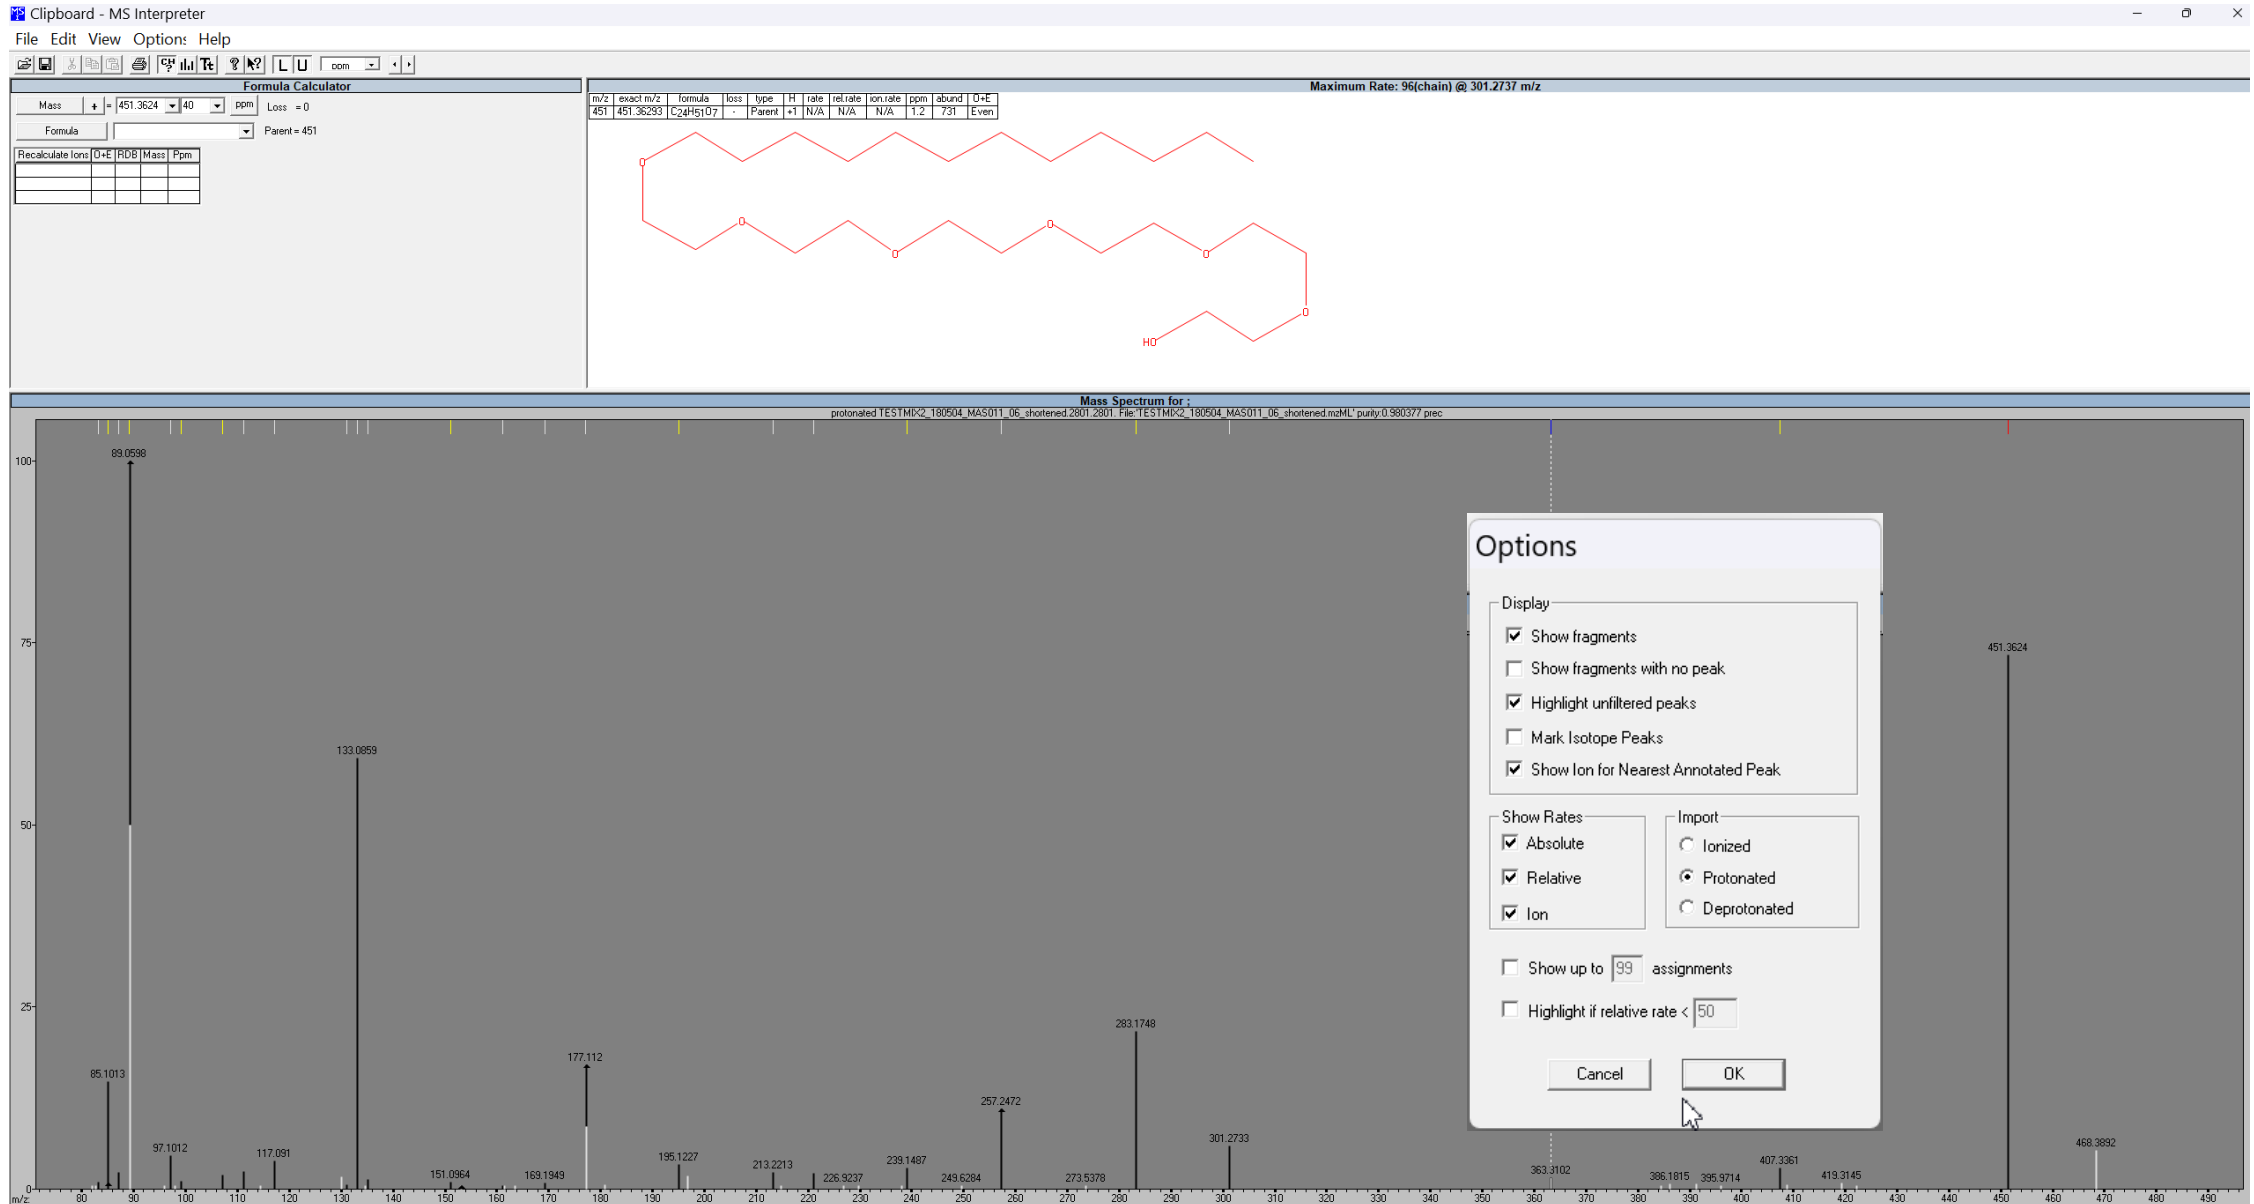 Clipboard - MS Interpreter
File Edit View Options Help
ppm
Formula Calculator
Mass + = 451.3624 40 ppm Loss = 0
Formula Parent = 451
Recalculate Ions O+E RDB Mass Ppm
Maximum Rate: 96(chain) @ 301.2737 m/z
m/z exact m/z formula loss type H rate rel.rate ion.rate ppm abund O+E
451 451.36293 C24H51O7 - Parent +1 N/A N/A N/A 1.2 731 Even
O
O
O
O
O
O
HO
Mass Spectrum for ;
protonated TESTMIX2_180504_MAS011_06_shortened.2801.2801. File:'TESTMIX2_180504_MAS011_06_shortened.mzML' purity:0.980377 prec
100
75
50
25
0
89.0598
451.3624
133.0859
283.1748
177.112
85.1013
257.2472
301.2733
468.3892
97.1012
117.091
195.1227
239.1487
407.3361
213.2213
363.3102
151.0964
169.1949
226.9237
249.6284
273.5378
386.1815
395.9714
419.3145
m/z: 80 90 100 110 120 130 140 150 160 170 180 190 200 210 220 230 240 250 260 270 280 290 300 310 320 330 340 350 360 370 380 390 400 410 420 430 440 450 460 470 480 490
Options
Display
Show fragments
Show fragments with no peak
Highlight unfiltered peaks
Mark Isotope Peaks
Show Ion for Nearest Annotated Peak
Show Rates
Absolute
Relative
Ion
Import
Ionized
Protonated
Deprotonated
Show up to 99 assignments
Highlight if relative rate < 50
Cancel OK